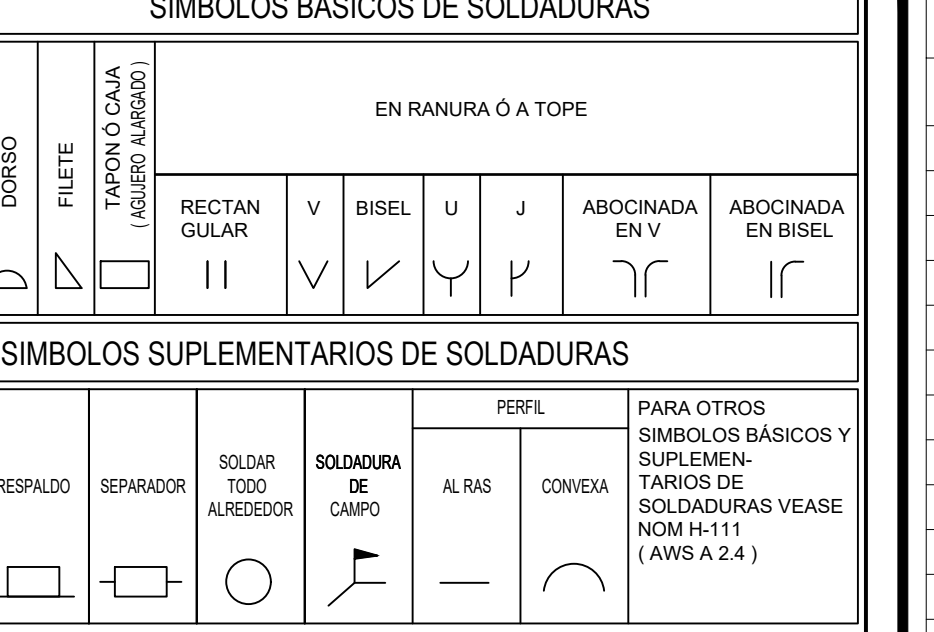 SIMBOLOS BASICOS DE SOLDADURAS
DORSO
FILETE
TAPON Ó CAJA
( AGUJERO ALARGADO )
EN RANURA Ó A TOPE
RECTAN
GULAR
V
BISEL
U
J
ABOCINADA
EN V
ABOCINADA
EN BISEL
SIMBOLOS SUPLEMENTARIOS DE SOLDADURAS
RESPALDO
SEPARADOR
SOLDAR
TODO
ALREDEDOR
SOLDADURA
DE
CAMPO
PERFIL
AL RAS
CONVEXA
PARA OTROS
SIMBOLOS BÁSICOS Y
SUPLEMEN-
TARIOS DE
SOLDADURAS VEASE
NOM H-111
( AWS A 2.4 )